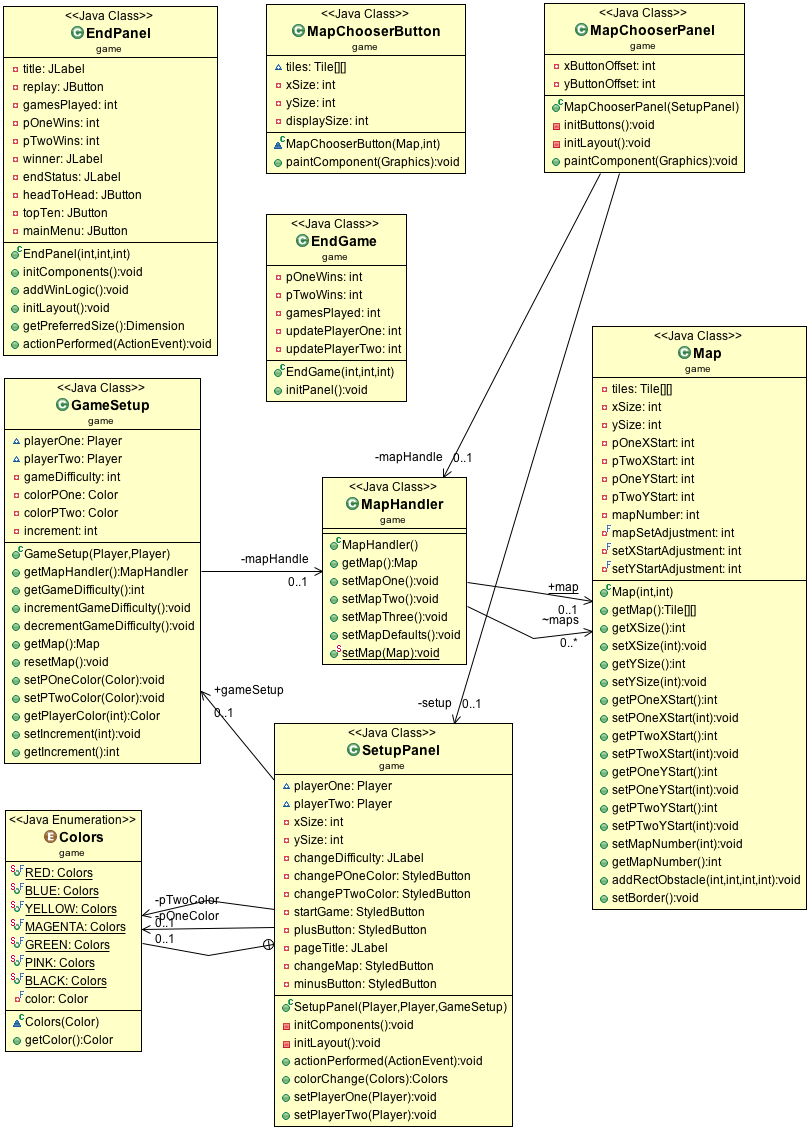 <<Java Class>>
EndPanel
game
title: JLabel
replay: JButton
gamesPlayed: int
pOneWins: int
pTwoWins: int
winner: JLabel
endStatus: JLabel
headToHead: JButton
topTen: JButton
mainMenu: JButton
EndPanel(int,int,int)
initComponents():void
addWinLogic():void
initLayout():void
getPreferredSize():Dimension
actionPerformed(ActionEvent):void
<<Java Class>>
MapChooserButton
game
tiles: Tile[][]
xSize: int
ySize: int
displaySize: int
MapChooserButton(Map,int)
paintComponent(Graphics):void
<<Java Class>>
MapChooserPanel
game
xButtonOffset: int
yButtonOffset: int
MapChooserPanel(SetupPanel)
initButtons():void
initLayout():void
paintComponent(Graphics):void
<<Java Class>>
EndGame
game
pOneWins: int
pTwoWins: int
gamesPlayed: int
updatePlayerOne: int
updatePlayerTwo: int
EndGame(int,int,int)
initPanel():void
<<Java Class>>
GameSetup
game
playerOne: Player
playerTwo: Player
gameDifficulty: int
colorPOne: Color
colorPTwo: Color
increment: int
GameSetup(Player,Player)
getMapHandler():MapHandler
getGameDifficulty():int
incrementGameDifficulty():void
decrementGameDifficulty():void
getMap():Map
resetMap():void
setPOneColor(Color):void
setPTwoColor(Color):void
getPlayerColor(int):Color
setIncrement(int):void
getIncrement():int
-mapHandle
0..1
-mapHandle 0..1
<<Java Class>>
MapHandler
game
MapHandler()
getMap():Map
setMapOne():void
setMapTwo():void
setMapThree():void
setMapDefaults():void
setMap(Map):void
+map
0..1
~maps
0..*
<<Java Class>>
Map
game
tiles: Tile[][]
xSize: int
ySize: int
pOneXStart: int
pTwoXStart: int
pOneYStart: int
pTwoYStart: int
mapNumber: int
mapSetAdjustment: int
setXStartAdjustment: int
setYStartAdjustment: int
Map(int,int)
getMap():Tile[][]
getXSize():int
setXSize(int):void
getYSize():int
setYSize(int):void
getPOneXStart():int
setPOneXStart(int):void
getPTwoXStart():int
setPTwoXStart(int):void
getPOneYStart():int
setPOneYStart(int):void
getPTwoYStart():int
setPTwoYStart(int):void
setMapNumber(int):void
getMapNumber():int
addRectObstacle(int,int,int,int):void
setBorder():void
+gameSetup
0..1
-setup 0..1
<<Java Class>>
SetupPanel
game
playerOne: Player
playerTwo: Player
xSize: int
ySize: int
changeDifficulty: JLabel
changePOneColor: StyledButton
changePTwoColor: StyledButton
startGame: StyledButton
plusButton: StyledButton
pageTitle: JLabel
changeMap: StyledButton
minusButton: StyledButton
SetupPanel(Player,Player,GameSetup)
initComponents():void
initLayout():void
actionPerformed(ActionEvent):void
colorChange(Colors):Colors
setPlayerOne(Player):void
setPlayerTwo(Player):void
<<Java Enumeration>>
Colors
game
RED: Colors
BLUE: Colors
YELLOW: Colors
MAGENTA: Colors
GREEN: Colors
PINK: Colors
BLACK: Colors
color: Color
Colors(Color)
getColor():Color
-pTwoColor
-pOneColor
0..1
0..1